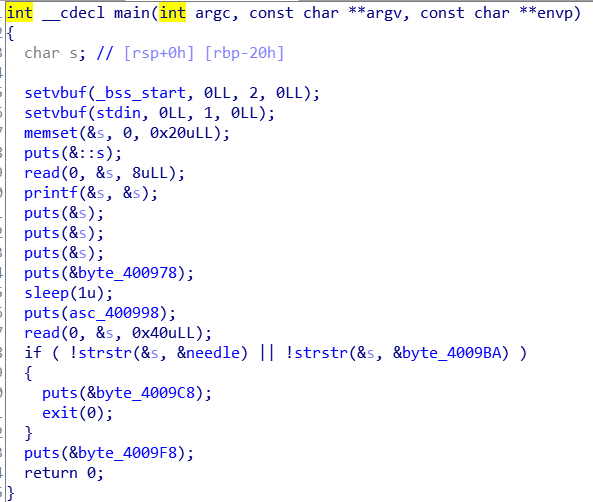 int __cdecl main(int argc, const char **argv, const char **envp)
{
  char s; // [rsp+0h] [rbp-20h]

  setvbuf(_bss_start, 0LL, 2, 0LL);
  setvbuf(stdin, 0LL, 1, 0LL);
  memset(&s, 0, 0x20uLL);
  puts(&::s);
  read(0, &s, 8uLL);
  printf(&s, &s);
  puts(&s);
  puts(&s);
  puts(&s);
  puts(&byte_400978);
  sleep(1u);
  puts(asc_400998);
  read(0, &s, 0x40uLL);
  if ( !strstr(&s, &needle) || !strstr(&s, &byte_4009BA) )
  {
    puts(&byte_4009C8);
    exit(0);
  }
  puts(&byte_4009F8);
  return 0;
}